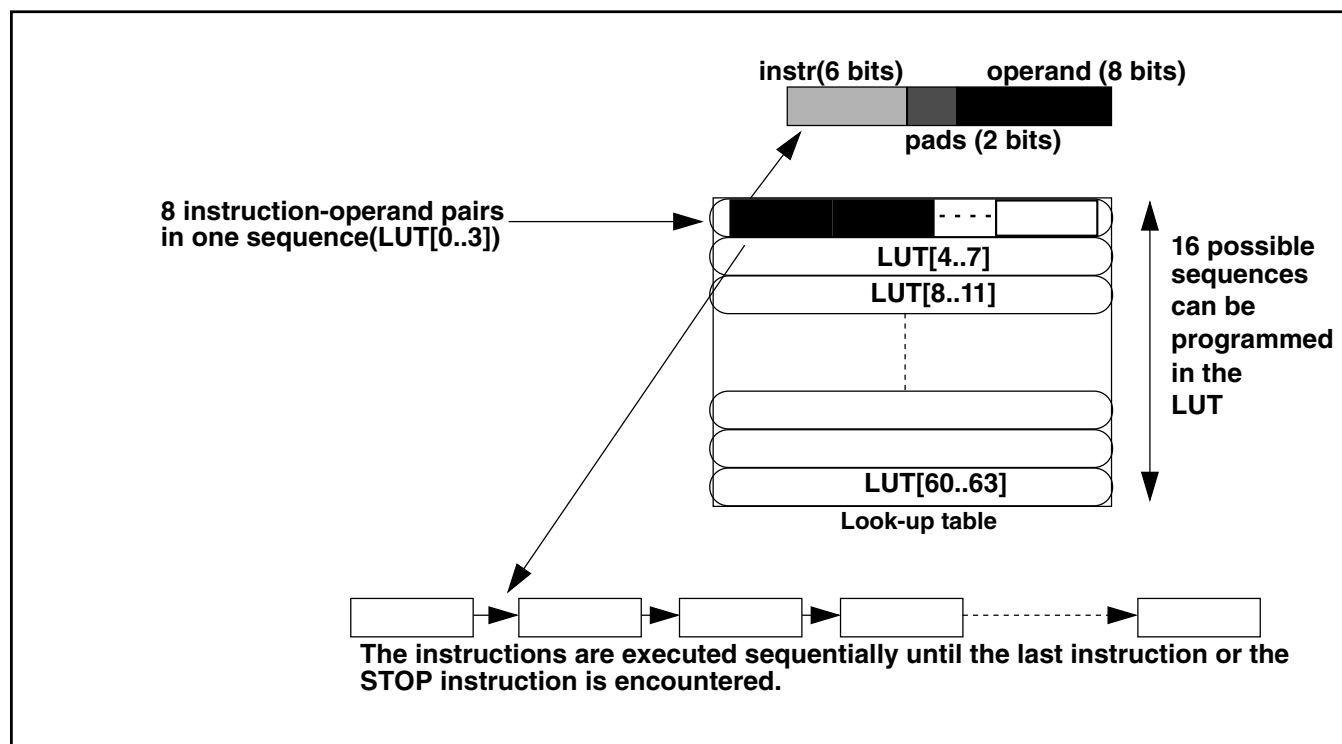 instr(6 bits) operand (8 bits)
pads (2 bits)
8 instruction-operand pairs
in one sequence(LUT[0..3])
LUT[4..7]
LUT[8..11]
16 possible
sequences
can be
programmed
in the
LUT
LUT[60..63]
Look-up table
The instructions are executed sequentially until the last instruction or the
STOP instruction is encountered.